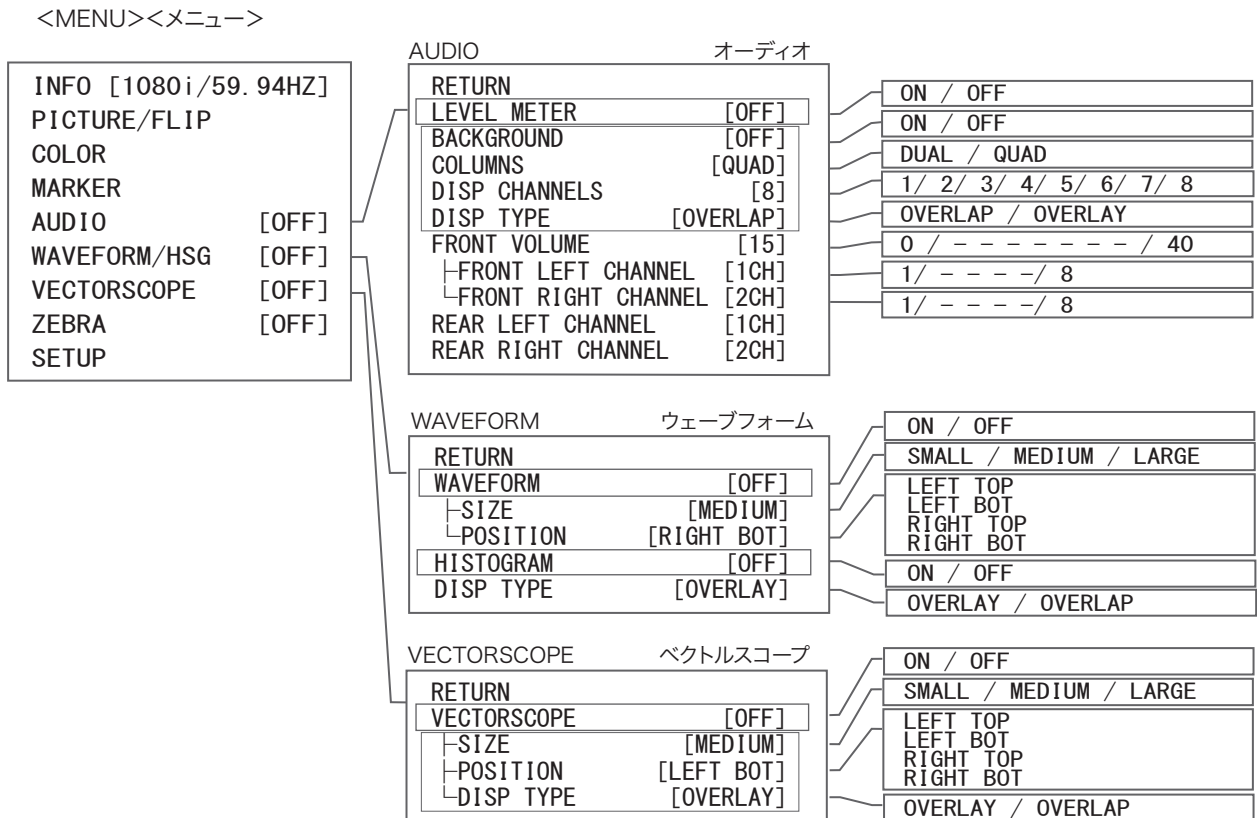 <MENU><メニュー>
INFO [1080i/59.94HZ]
PICTURE/FLIP
COLOR
MARKER
AUDIO [OFF]
WAVEFORM/HSG [OFF]
VECTORSCOPE [OFF]
ZEBRA [OFF]
SETUP
AUDIO オーディオ
RETURN
LEVEL METER [OFF]
BACKGROUND [OFF]
COLUMNS [QUAD]
DISP CHANNELS [8]
DISP TYPE [OVERLAP]
FRONT VOLUME [15]
├FRONT LEFT CHANNEL [1CH]
└FRONT RIGHT CHANNEL [2CH]
REAR LEFT CHANNEL [1CH]
REAR RIGHT CHANNEL [2CH]
ON / OFF
ON / OFF
DUAL / QUAD
1/ 2/ 3/ 4/ 5/ 6/ 7/ 8
OVERLAP / OVERLAY
0 / - - - - - - - / 40
1/ - - - -/ 8
1/ - - - -/ 8
WAVEFORM ウェーブフォーム
RETURN
WAVEFORM [OFF]
├SIZE [MEDIUM]
└POSITION [RIGHT BOT]
HISTOGRAM [OFF]
DISP TYPE [OVERLAY]
ON / OFF
SMALL / MEDIUM / LARGE
LEFT TOP
LEFT BOT
RIGHT TOP
RIGHT BOT
ON / OFF
OVERLAY / OVERLAP
VECTORSCOPE ベクトルスコープ
RETURN
VECTORSCOPE [OFF]
├SIZE [MEDIUM]
├POSITION [LEFT BOT]
└DISP TYPE [OVERLAY]
ON / OFF
SMALL / MEDIUM / LARGE
LEFT TOP
LEFT BOT
RIGHT TOP
RIGHT BOT
OVERLAY / OVERLAP